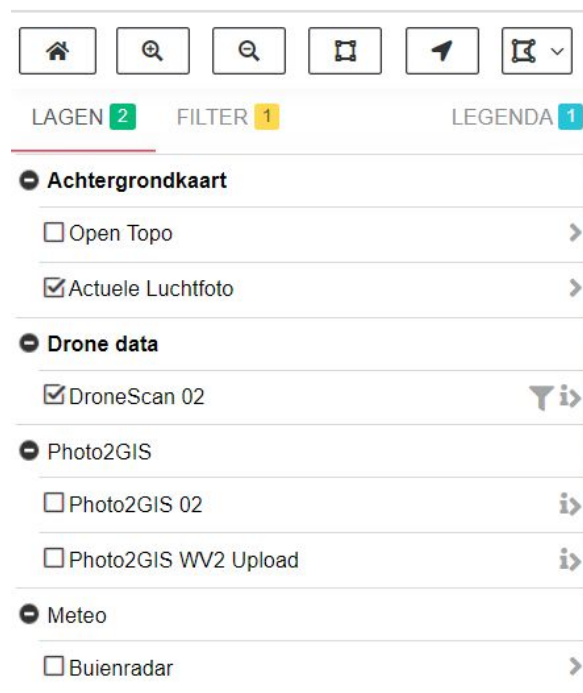 LAGEN 2 FILTER 1 LEGENDA 1
Achtergrondkaart
Open Topo
Actuele Luchtfoto
Drone data
DroneScan 02
Photo2GIS
Photo2GIS 02
Photo2GIS WV2 Upload
Meteo
Buienradar